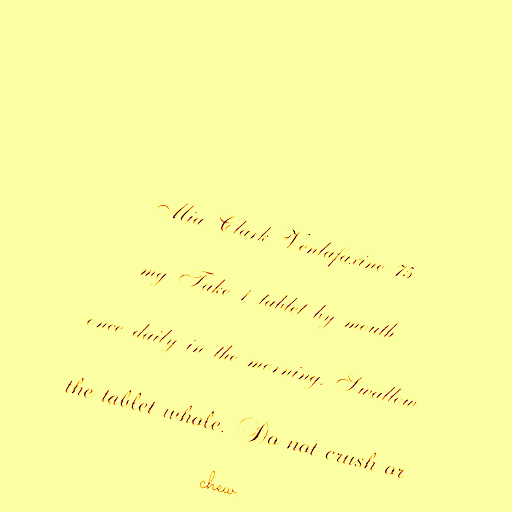 Mia Clark Venlafaxine 75
mg Take 1 tablet by mouth
once daily in the morning. Swallow
the tablet whole. Do not crush or
chew